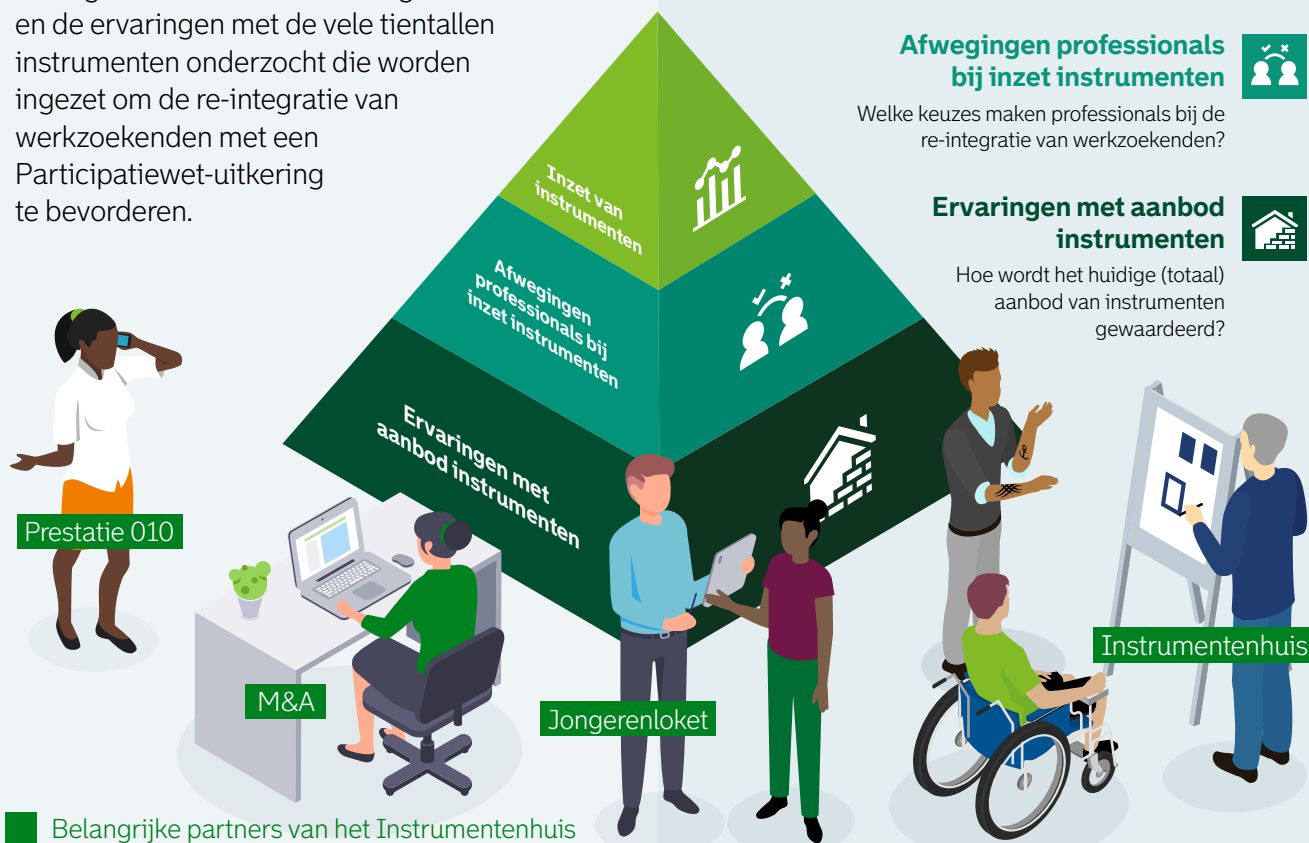 en de ervaringen met de vele tientallen
instrumenten onderzocht die worden
ingezet om de re-integratie van
werkzoekenden met een
Participatiewet-uitkering
te bevorderen.
Afwegingen professionals
bij inzet instrumenten
Welke keuzes maken professionals bij de
re-integratie van werkzoekenden?
Ervaringen met aanbod
instrumenten
Hoe wordt het huidige (totaal)
aanbod van instrumenten
gewaardeerd?
Inzet van
instrumenten
Afwegingen
professionals bij
inzet instrumenten
Ervaringen met
aanbod instrumenten
Prestatie 010
M&A
Jongerenloket
Instrumentenhuis
Belangrijke partners van het Instrumentenhuis